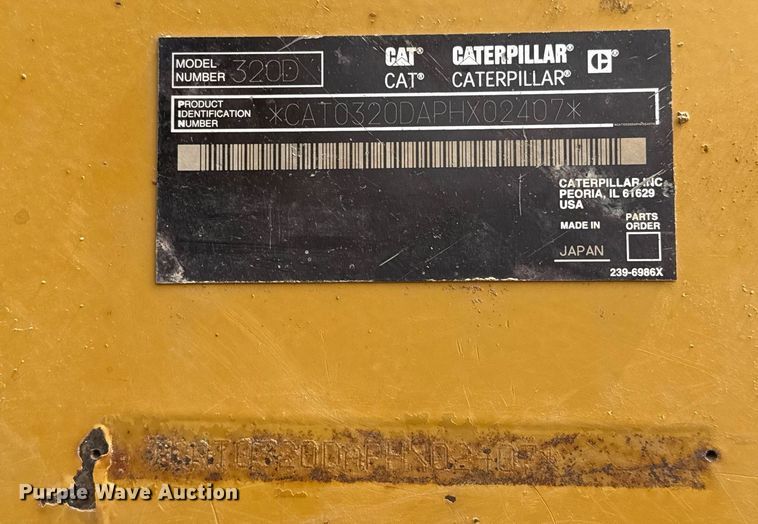 MODEL NUMBER 320D
CAT® CATERPILLAR® C®
CAT® CATERPILLAR®
PRODUCT IDENTIFICATION NUMBER *CAT0320DAPHX02407*
CATERPILLAR INC
PEORIA, IL 61629
USA
MADE IN JAPAN
PARTS ORDER
239-6986X
*CAT0320DAPHX02407*
Purple Wave Auction